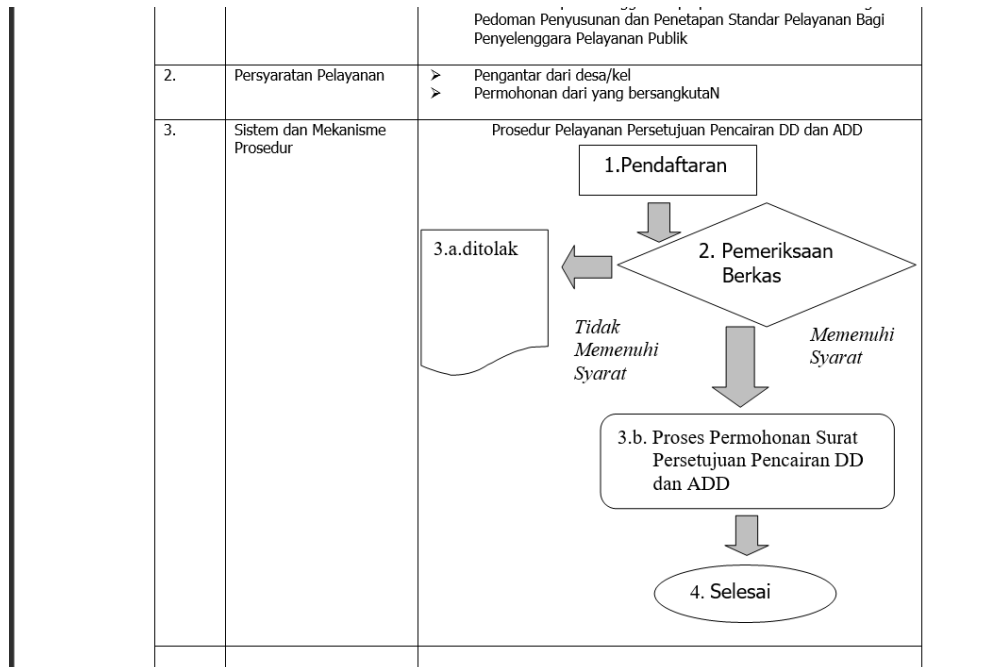 Pedoman Penyusunan dan Penetapan Standar Pelayanan Bagi
Penyelenggara Pelayanan Publik
2.
Persyaratan Pelayanan
➢ Pengantar dari desa/kel
➢ Permohonan dari yang bersangkutaN
3.
Sistem dan Mekanisme
Prosedur
Prosedur Pelayanan Persetujuan Pencairan DD dan ADD
1.Pendaftaran
2. Pemeriksaan
Berkas
3.a.ditolak
Tidak
Memenuhi
Syarat
Memenuhi
Syarat
3.b. Proses Permohonan Surat
Persetujuan Pencairan DD
dan ADD
4. Selesai